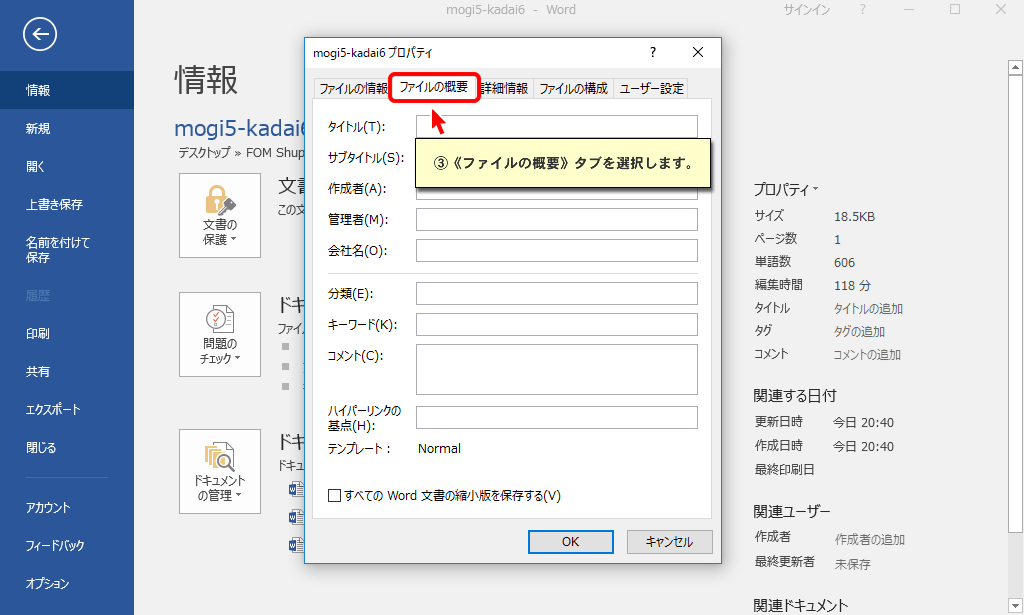 mogi5-kadai6 - Word
サインイン
?
情報
新規
開く
上書き保存
名前を付けて
保存
履歴
印刷
共有
エクスポート
閉じる
アカウント
フィードバック
オプション
情報
mogi5-kadai6
デスクトップ » FOM Shup
文書の
保護
文書
この文
問題の
チェック
ドキ
ファイ
ドキュメント
の管理
ドキ
ドキュ
mogi5-kadai6 プロパティ
?
ファイルの情報
ファイルの概要
詳細情報
ファイルの構成
ユーザー設定
タイトル(T):
サブタイトル(S):
③《ファイルの概要》タブを選択します。
作成者(A):
管理者(M):
会社名(O):
分類(E):
キーワード(K):
コメント(C):
ハイパーリンクの
基点(H):
テンプレート : Normal
すべての Word 文書の縮小版を保存する(V)
OK
キャンセル
プロパティ
サイズ 18.5KB
ページ数 1
単語数 606
編集時間 118 分
タイトル タイトルの追加
タグ タグの追加
コメント コメントの追加
関連する日付
更新日時 今日 20:40
作成日時 今日 20:40
最終印刷日
関連ユーザー
作成者 作成者の追加
最終更新者 未保存
関連ドキュメント